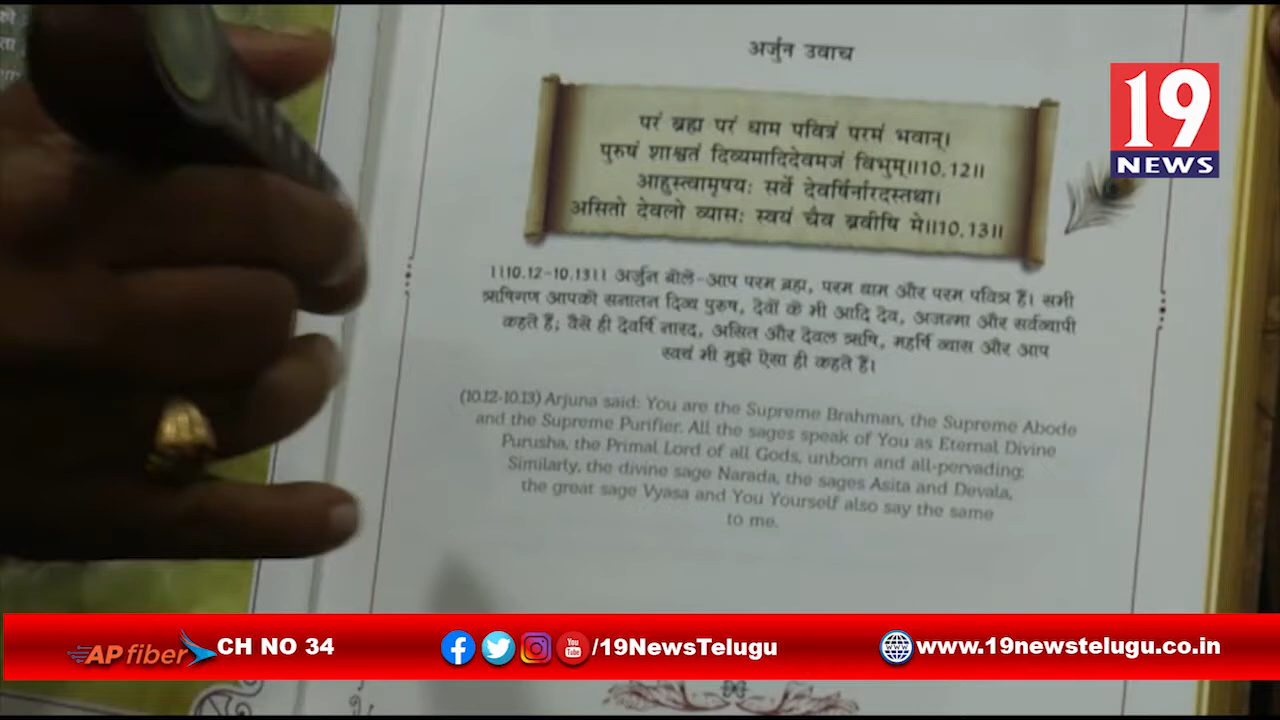 अर्जुन उवाच
परं ब्रह्म परं धाम पवित्रं परमं भवान्।
पुरुषं शाश्वतं दिव्यमादिदेवमजं विभुम्॥10.12॥
आहुस्त्वामृषयः सर्वे देवर्षिर्नारदस्तथा।
असितो देवलो व्यासः स्वयं चैव ब्रवीषि मे॥10.13॥
।।10.12-10.13।। अर्जुन बोले-आप परम ब्रह्म, परम धाम और परम पवित्र हैं। सभी
ऋषिगण आपको सनातन दिव्य पुरुष, देवों के भी आदि देव, अजन्मा और सर्वव्यापी
कहते हैं; वैसे ही देवर्षि नारद, असित और देवल ऋषि, महर्षि व्यास और आप
स्वयं भी मुझे ऐसा ही कहते हैं।
(10.12-10.13) Arjuna said: You are the Supreme Brahman, the Supreme Abode
and the Supreme Purifier. All the sages speak of You as Eternal Divine
Purusha, the Primal Lord of all Gods, unborn and all-pervading;
Similarly, the divine sage Narada, the sages Asita and Devala,
the great sage Vyasa and You Yourself also say the same
to me.
19
NEWS
AP fiber CH NO 34
You Tube /19NewsTelugu
www.19newstelugu.co.in